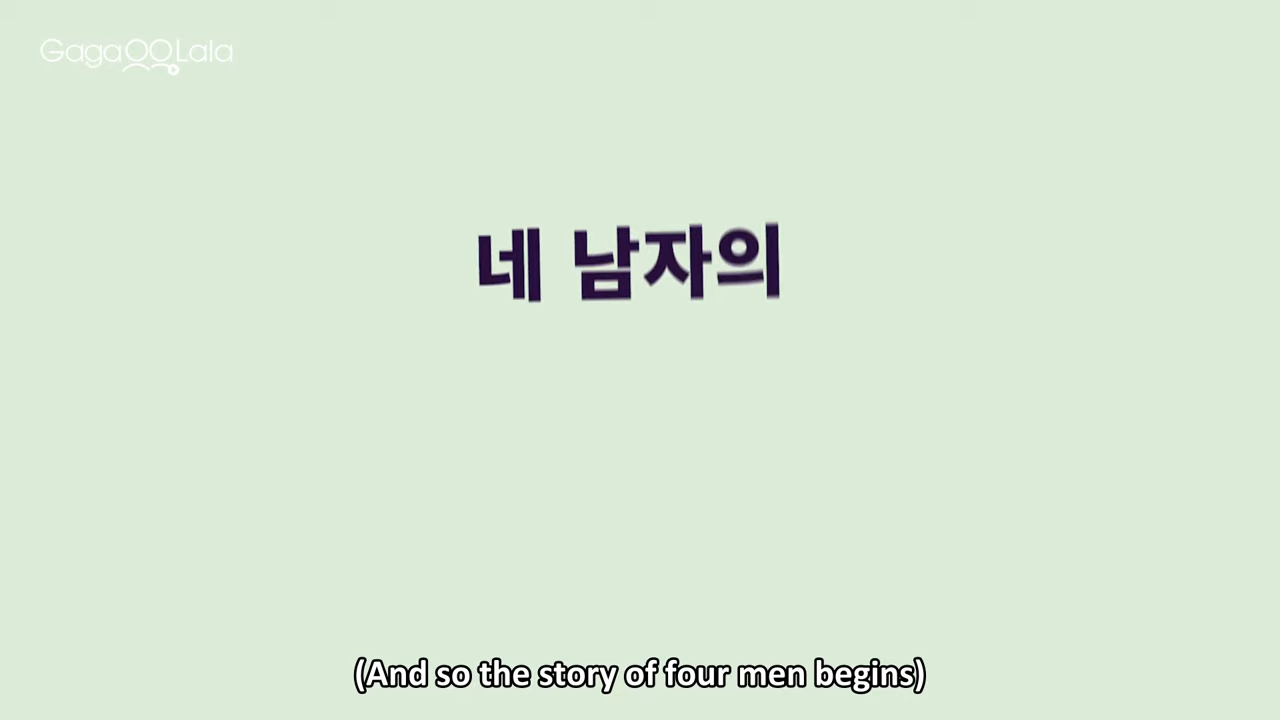 GagaOOLala
네 남자의
(And so the story of four men begins)